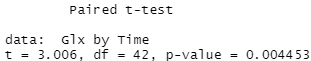 Paired t-test
data:  Glx by Time
t = 3.006, df = 42, p-value = 0.004453